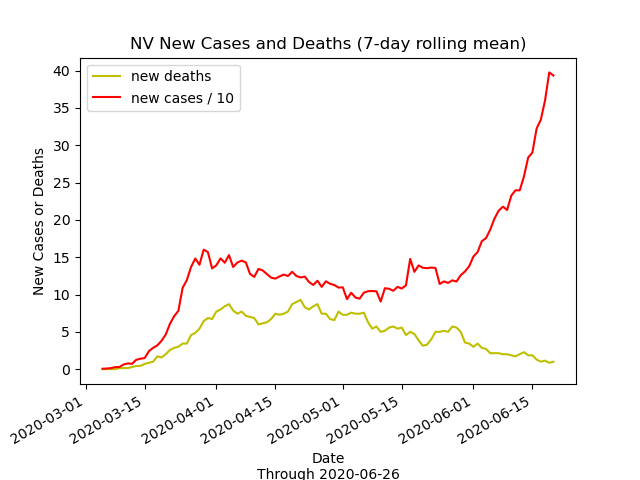 NV New Cases and Deaths (7-day rolling mean)
new deaths
new cases / 10
New Cases or Deaths
40
35
30
25
20
15
10
5
0
2020-03-01
2020-03-15
2020-04-01
2020-04-15
2020-05-01
2020-05-15
2020-06-01
2020-06-15
Date
Through 2020-06-26